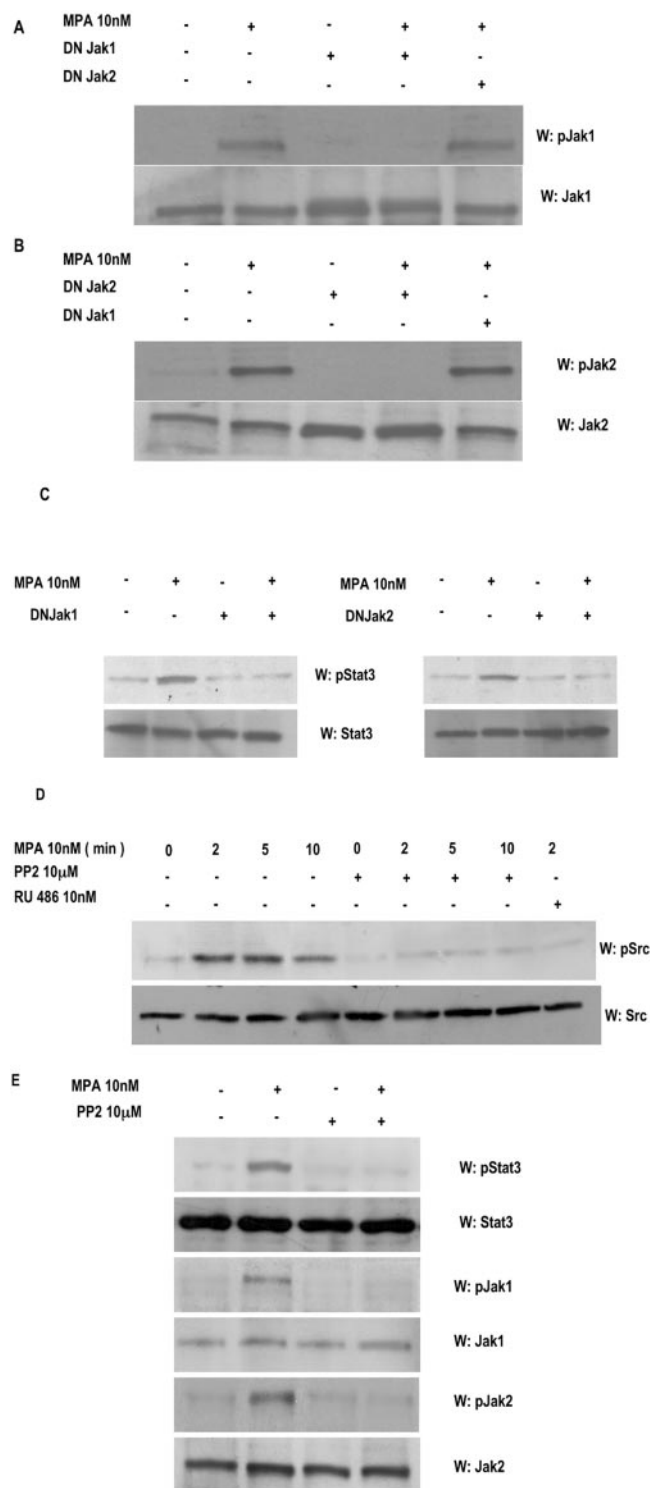 A
MPA 10nM - + - + +
DN Jak1 - - + + -
DN Jak2 - - - - +
W: pJak1
W: Jak1
B
MPA 10nM - + - + +
DN Jak2 - - + + -
DN Jak1 - - - - +
W: pJak2
W: Jak2
C
MPA 10nM - + - + MPA 10nM - + - +
DNJak1 - - + + DNJak2 - - + +
W: pStat3
W: Stat3
D
MPA 10nM ( min ) 0 2 5 10 0 2 5 10 2
PP2 10µM - - - - + + + + -
RU 486 10nM - - - - - - - - +
W: pSrc
W: Src
E
MPA 10nM - + - +
PP2 10µM - - + +
W: pStat3
W: Stat3
W: pJak1
W: Jak1
W: pJak2
W: Jak2